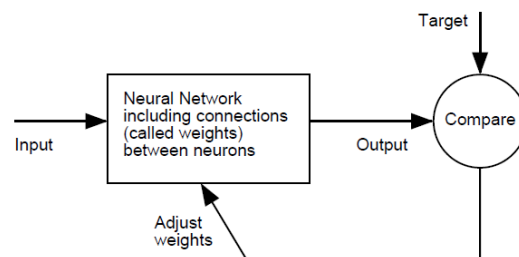 Target
Neural Network
including connections
(called weights)
between neurons
Compare
Input
Output
Adjust
weights